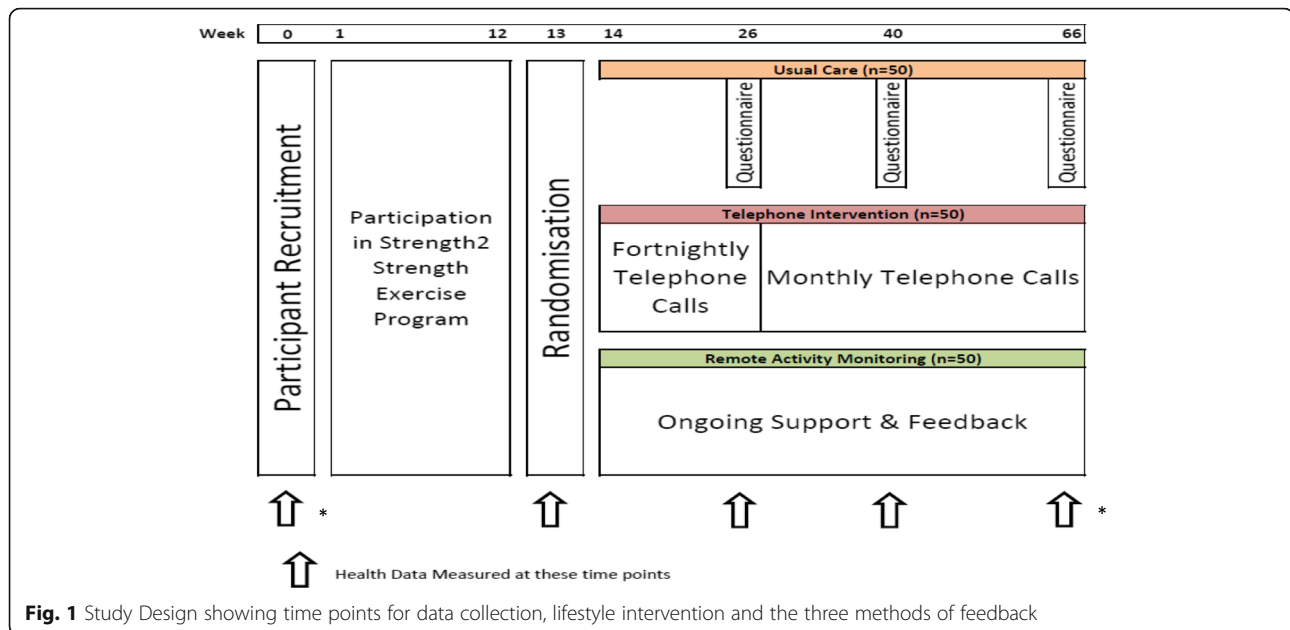 Week 0 1 12 13 14 26 40 66
Participant Recruitment
Participation
in Strength2
Strength
Exercise
Program
Randomisation
Usual Care (n=50)
Questionnaire
Questionnaire
Questionnaire
Telephone Intervention (n=50)
Fortnightly
Telephone
Calls
Monthly Telephone Calls
Remote Activity Monitoring (n=50)
Ongoing Support & Feedback
* *
Health Data Measured at these time points
Fig. 1 Study Design showing time points for data collection, lifestyle intervention and the three methods of feedback